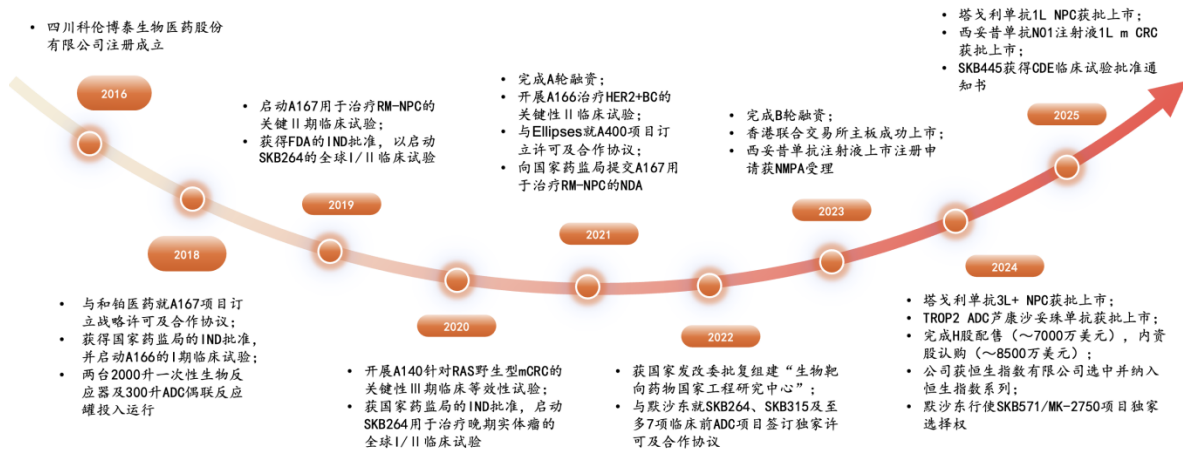 • 四川科伦博泰生物医药股份
有限公司注册成立
2016
2018
• 与和铂医药就A167项目订
立战略许可及合作协议;
• 获得国家药监局的IND批准,
并启动A166的I期临床试验;
• 两台2000升一次性生物反
应器及300升ADC偶联反应
罐投入运行
• 启动A167用于治疗RM-NPC的
关键Ⅱ期临床试验;
• 获得FDA的IND批准, 以启动
SKB264的全球I/Ⅱ临床试验
2019
2020
• 开展A140针对RAS野生型mCRC的
关键性Ⅲ期临床等效性试验;
• 获国家药监局的IND批准, 启动
SKB264用于治疗晚期实体瘤的
全球I/Ⅱ临床试验
• 完成A轮融资;
• 开展A166治疗HER2+BC的
关键性Ⅱ临床试验;
• 与Ellipses就A400项目订
立许可及合作协议;
• 向国家药监局提交A167用
于治疗RM-NPC的NDA
2021
2022
• 获国家发改委批复组建“生物靶
向药物国家工程研究中心”;
• 与默沙东就SKB264、SKB315及至
多7项临床前ADC项目签订独家许
可及合作协议
• 完成B轮融资;
• 香港联合交易所主板成功上市;
• 西妥昔单抗注射液上市注册申
请获NMPA受理
2023
2024
• 塔戈利单抗3L+ NPC获批上市;
• TROP2 ADC芦康沙妥珠单抗获批上市;
• 完成H股配售(～7000万美元), 内资
股认购(～8500万美元);
• 公司获恒生指数有限公司选中并纳入
恒生指数系列;
• 默沙东行使SKB571/MK-2750项目独家
选择权
• 塔戈利单抗1L NPC获批上市;
• 西妥昔单抗N01注射液1L m CRC
获批上市;
• SKB445获得CDE临床试验批准通
知书
2025